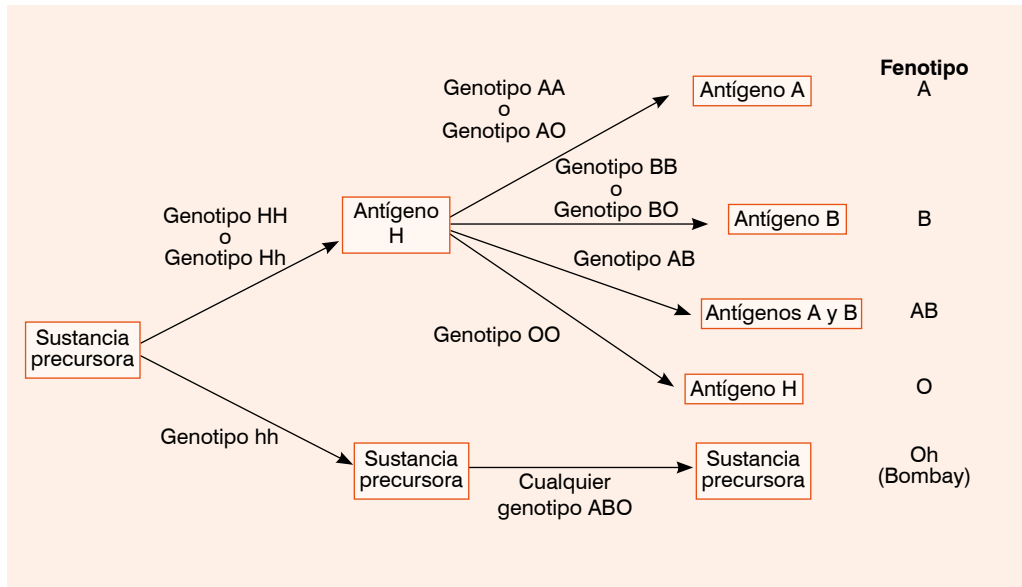 Fenotipo
Genotipo AA
o
Genotipo AO
Antígeno A
A
Genotipo BB
o
Genotipo BO
Antígeno B
B
Genotipo HH
o
Genotipo Hh
Antígeno
H
Genotipo AB
Antígenos A y B
AB
Sustancia
precursora
Genotipo OO
Antígeno H
O
Genotipo hh
Sustancia
precursora
Cualquier
genotipo ABO
Sustancia
precursora
Oh
(Bombay)